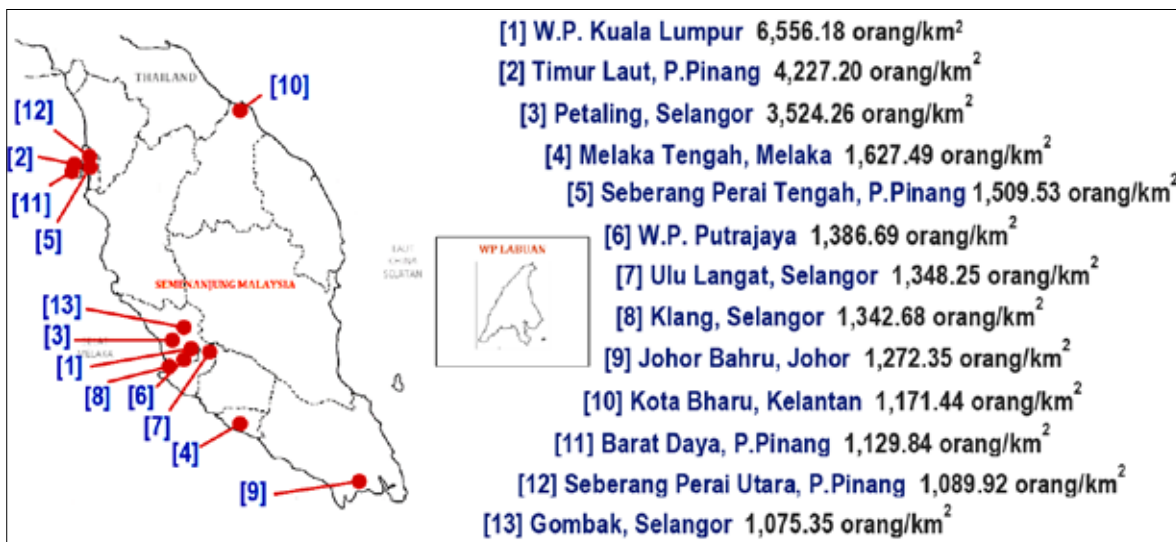 THAILAND
[10]
[12]
[2]
[11]
[5]
SEMENANJUNG MALAYSIA
LAUT
CHINA
SELATAN
WP LABUAN
[13]
[3]
MELAKA
[1]
[8]
[6]
[7]
[4]
[9]
[1] W.P. Kuala Lumpur 6,556.18 orang/km²
[2] Timur Laut, P.Pinang 4,227.20 orang/km²
[3] Petaling, Selangor 3,524.26 orang/km²
[4] Melaka Tengah, Melaka 1,627.49 orang/km²
[5] Seberang Perai Tengah, P.Pinang 1,509.53 orang/km²
[6] W.P. Putrajaya 1,386.69 orang/km²
[7] Ulu Langat, Selangor 1,348.25 orang/km²
[8] Klang, Selangor 1,342.68 orang/km²
[9] Johor Bahru, Johor 1,272.35 orang/km²
[10] Kota Bharu, Kelantan 1,171.44 orang/km²
[11] Barat Daya, P.Pinang 1,129.84 orang/km²
[12] Seberang Perai Utara, P.Pinang 1,089.92 orang/km²
[13] Gombak, Selangor 1,075.35 orang/km²